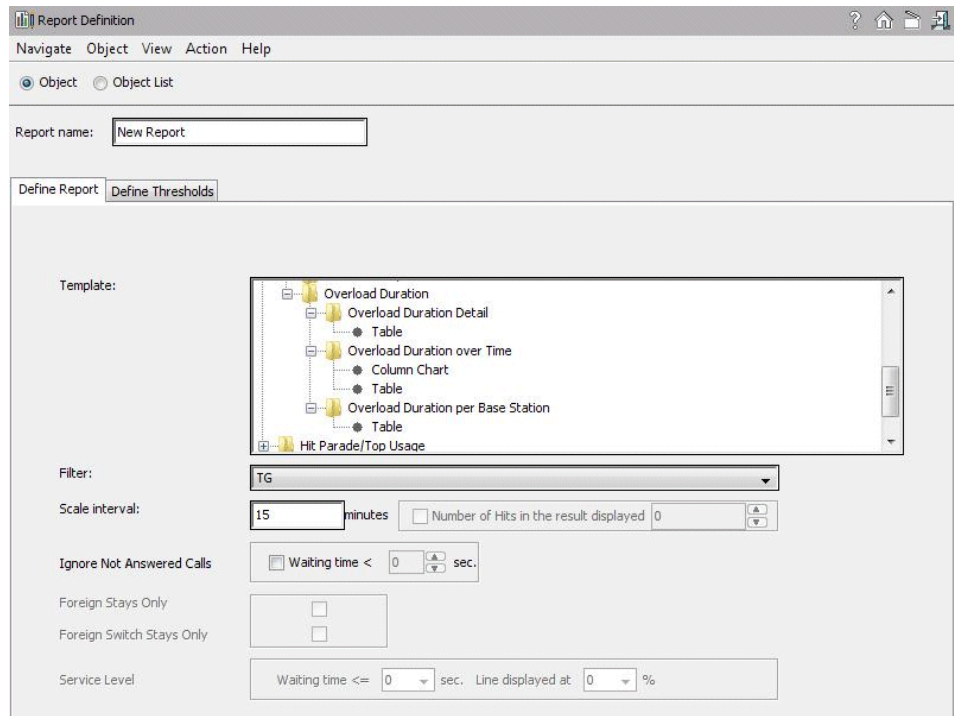 Report Definition
Navigate Object View Action Help
Object Object List
Report name: New Report
Define Report Define Thresholds
Template:
Overload Duration
Overload Duration Detail
Table
Overload Duration over Time
Column Chart
Table
Overload Duration per Base Station
Table
Hit Parade/Top Usage
Filter: TG
Scale interval: 15 minutes Number of Hits in the result displayed 0
Ignore Not Answered Calls Waiting time < 0 sec.
Foreign Stays Only
Foreign Switch Stays Only
Service Level Waiting time <= 0 sec. Line displayed at 0 %